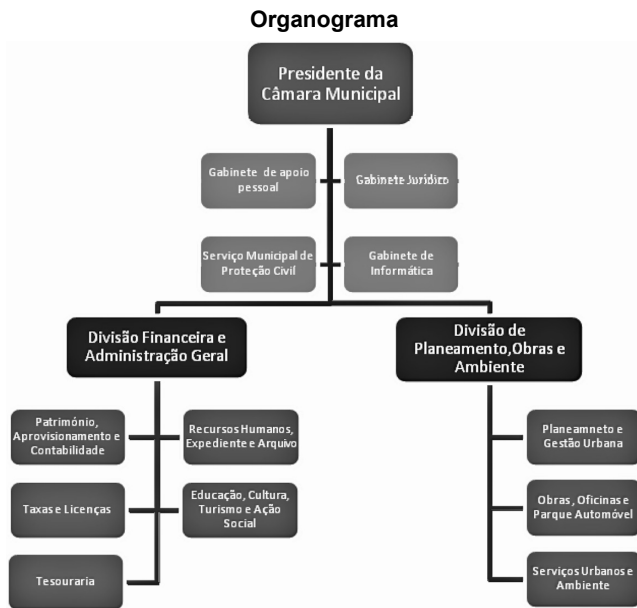 Organograma
Presidente da
Câmara Municipal
Gabinete de apoio
pessoal
Gabinete Jurídico
Serviço Municipal de
Proteção Civil
Gabinete de
Informática
Divisão Financeira e
Administração Geral
Divisão de
Planeamento,Obras e
Ambiente
Património,
Aprovisionamento e
Contabilidade
Recursos Humanos,
Expediente e Arquivo
Taxas e Licenças
Educação, Cultura,
Turismo e Ação
Social
Tesouraria
Planeamneto e
Gestão Urbana
Obras, Oficinas e
Parque Automóvel
Serviços Urbanos e
Ambiente